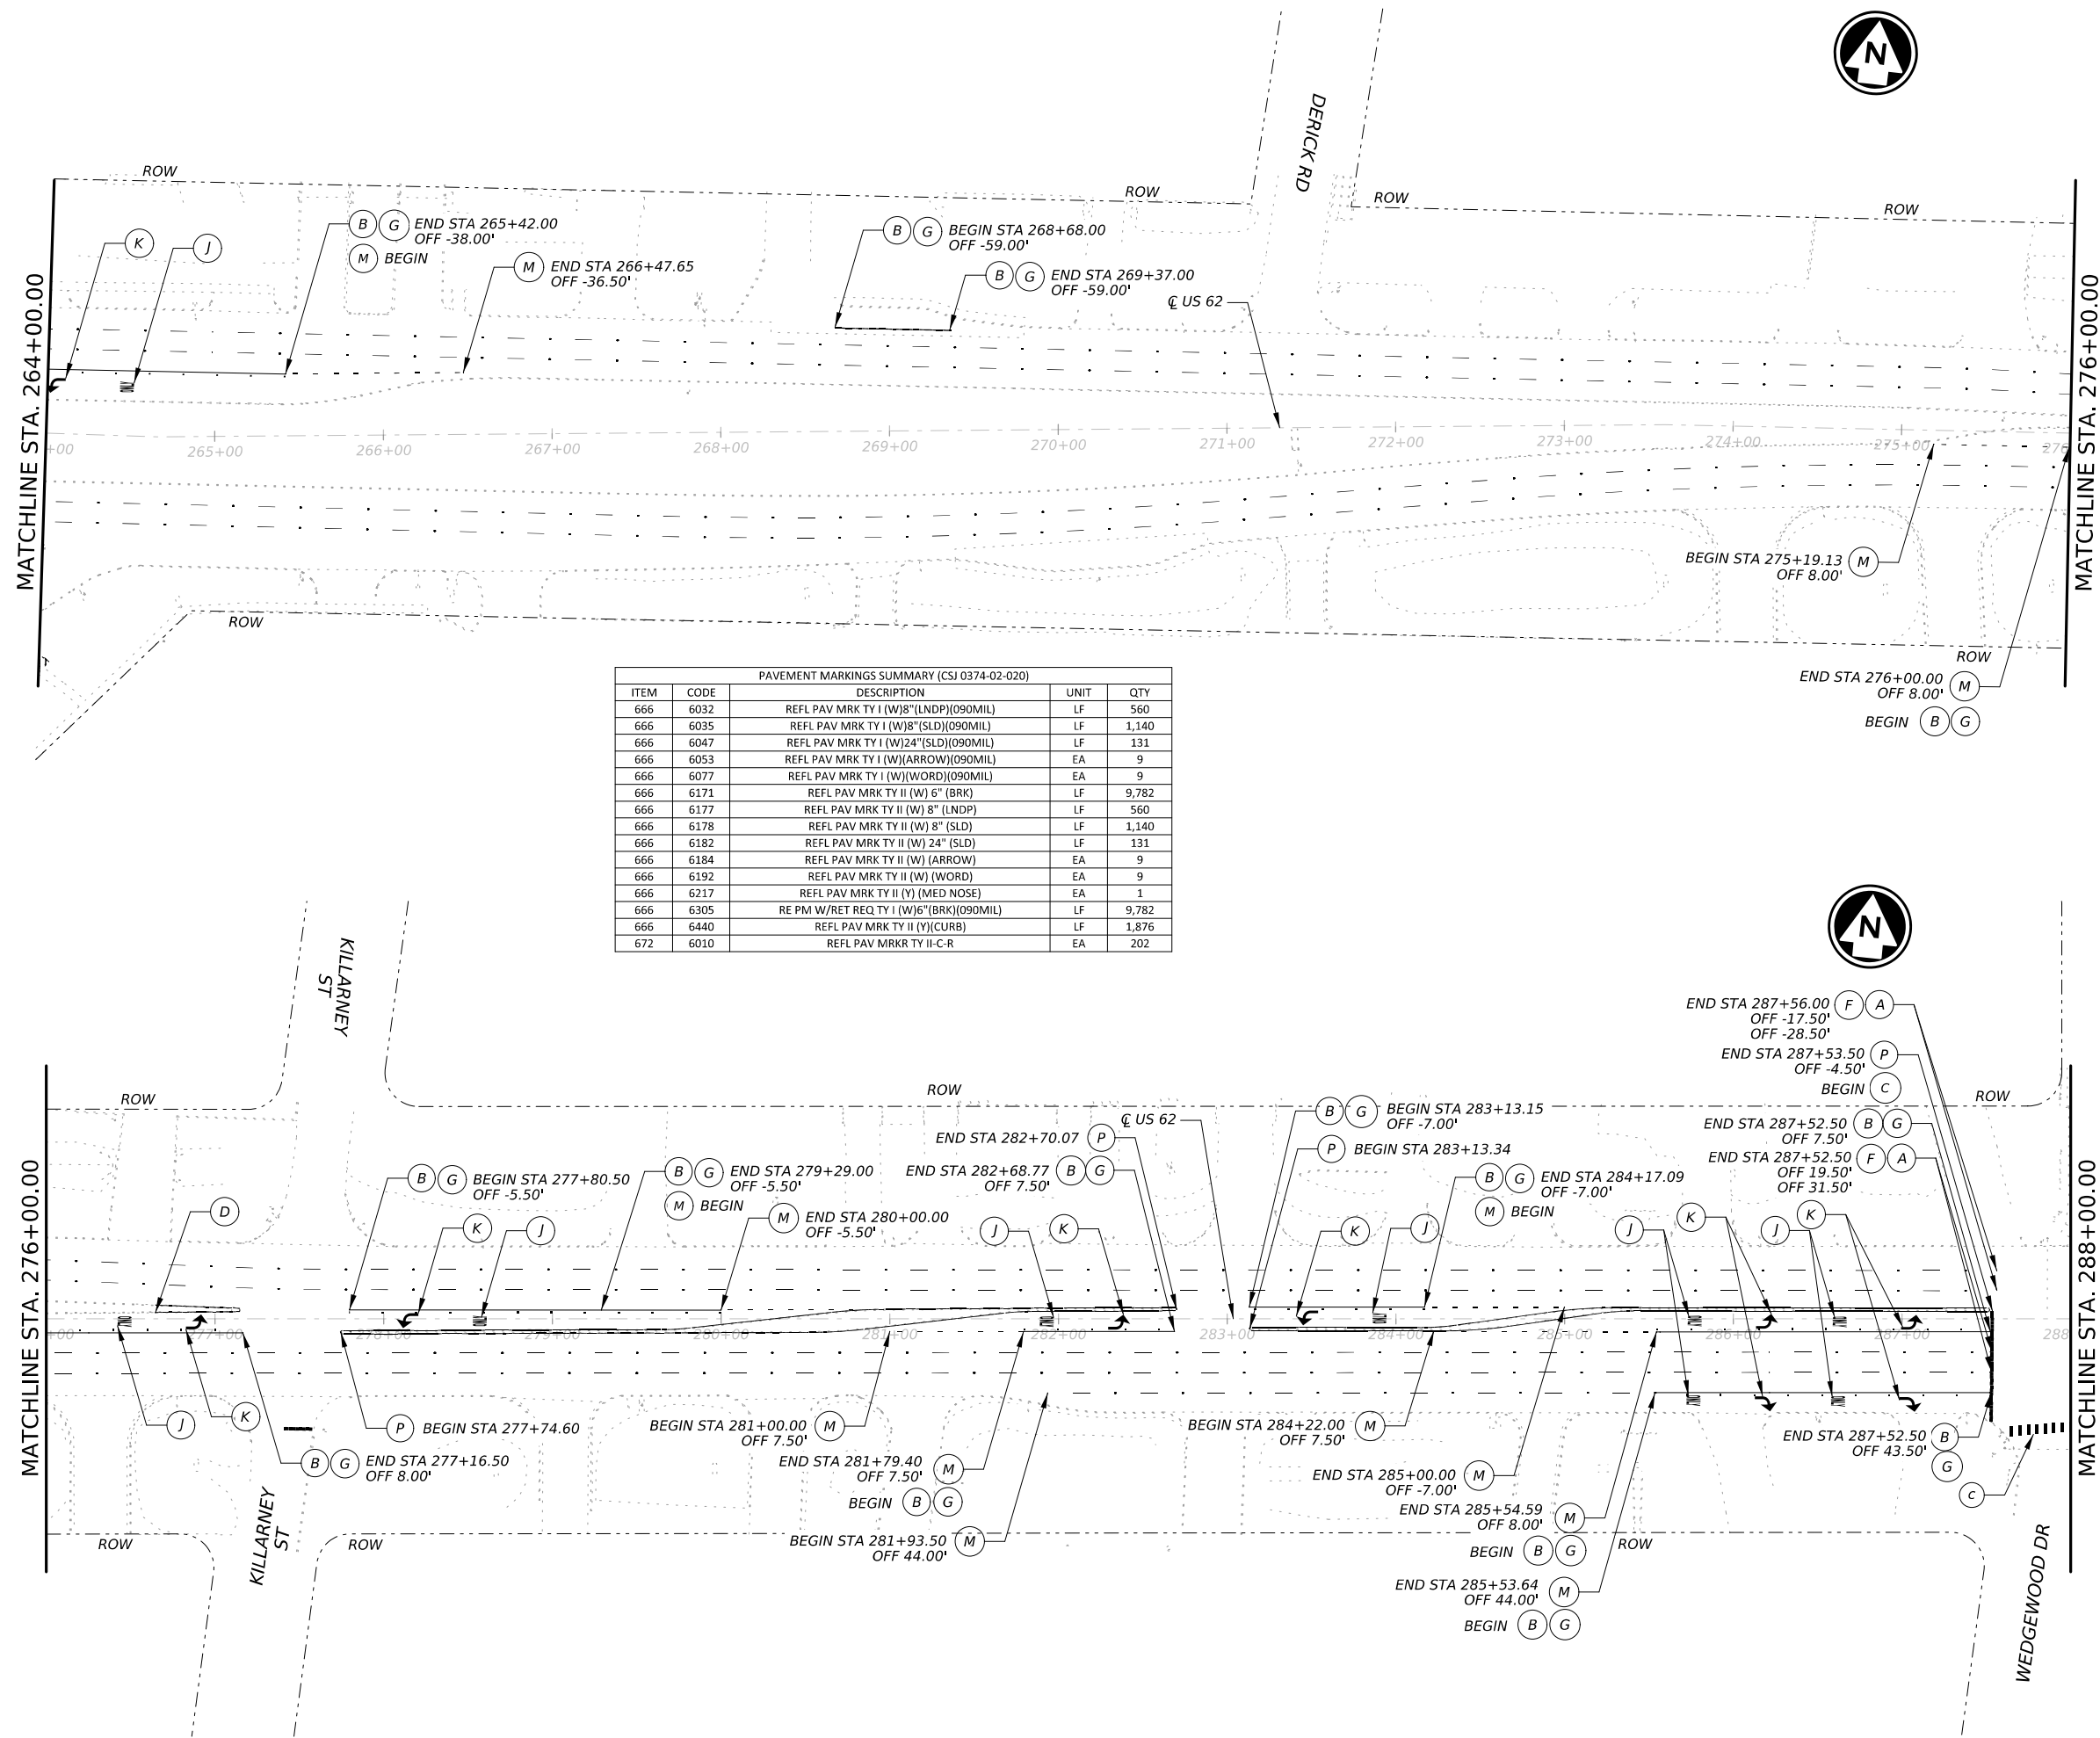 N
DERICK RD
ROW
ROW
ROW
ROW
K
J
B G END STA 265+42.00
OFF -38.00'
M BEGIN
M END STA 266+47.65
OFF -36.50'
B G BEGIN STA 268+68.00
OFF -59.00'
B G END STA 269+37.00
OFF -59.00'
℄ US 62
MATCHLINE STA. 264+00.00
MATCHLINE STA. 276+00.00
+00
265+00
266+00
267+00
268+00
269+00
270+00
271+00
272+00
273+00
274+00
275+00
276
BEGIN STA 275+19.13 M
OFF 8.00'
ROW
ROW
END STA 276+00.00 M
OFF 8.00'
BEGIN B G
PAVEMENT MARKINGS SUMMARY (CSJ 0374-02-020)
ITEM CODE DESCRIPTION UNIT QTY
666 6032 REFL PAV MRK TY I (W)8"(LNDP)(090MIL) LF 560
666 6035 REFL PAV MRK TY I (W)8"(SLD)(090MIL) LF 1,140
666 6047 REFL PAV MRK TY I (W)24"(SLD)(090MIL) LF 131
666 6053 REFL PAV MRK TY I (W)(ARROW)(090MIL) EA 9
666 6077 REFL PAV MRK TY I (W)(WORD)(090MIL) EA 9
666 6171 REFL PAV MRK TY II (W) 6" (BRK) LF 9,782
666 6177 REFL PAV MRK TY II (W) 8" (LNDP) LF 560
666 6178 REFL PAV MRK TY II (W) 8" (SLD) LF 1,140
666 6182 REFL PAV MRK TY II (W) 24" (SLD) LF 131
666 6184 REFL PAV MRK TY II (W) (ARROW) EA 9
666 6192 REFL PAV MRK TY II (W) (WORD) EA 9
666 6217 REFL PAV MRK TY II (Y) (MED NOSE) EA 1
666 6305 RE PM W/RET REQ TY I (W)6"(BRK)(090MIL) LF 9,782
666 6440 REFL PAV MRK TY II (Y)(CURB) LF 1,876
672 6010 REFL PAV MRKR TY II-C-R EA 202
N
KILLARNEY
ST
END STA 287+56.00 F A
OFF -17.50'
OFF -28.50'
END STA 287+53.50 P
OFF -4.50'
BEGIN C
END STA 287+52.50 B G
OFF 7.50'
END STA 287+52.50 F A
OFF 19.50'
OFF 31.50'
ROW
ROW
ROW
℄ US 62
B G BEGIN STA 283+13.15
OFF -7.00'
P BEGIN STA 283+13.34
END STA 282+70.07 P
END STA 282+68.77 B G
OFF 7.50'
B G BEGIN STA 277+80.50
OFF -5.50'
B G END STA 279+29.00
OFF -5.50'
M BEGIN
M END STA 280+00.00
OFF -5.50'
B G END STA 284+17.09
OFF -7.00'
M BEGIN
D
K
J
J
K
K
J
J
K
J
K
MATCHLINE STA. 276+00.00
MATCHLINE STA. 288+00.00
+00
277+00
278+00
279+00
280+00
281+00
282+00
283+00
284+00
285+00
286+00
287+00
288
J
K
B G END STA 277+16.50
OFF 8.00'
P BEGIN STA 277+74.60
BEGIN STA 281+00.00 M
OFF 7.50'
END STA 281+79.40 M
OFF 7.50'
BEGIN B G
BEGIN STA 281+93.50 M
OFF 44.00'
BEGIN STA 284+22.00 M
OFF 7.50'
END STA 285+00.00 M
OFF -7.00'
END STA 285+54.59 M
OFF 8.00'
BEGIN B G
END STA 285+53.64 M
OFF 44.00'
BEGIN B G
END STA 287+52.50 B
OFF 43.50'
G
C
ROW
ROW
ROW
KILLARNEY
ST
WEDGEWOOD DR